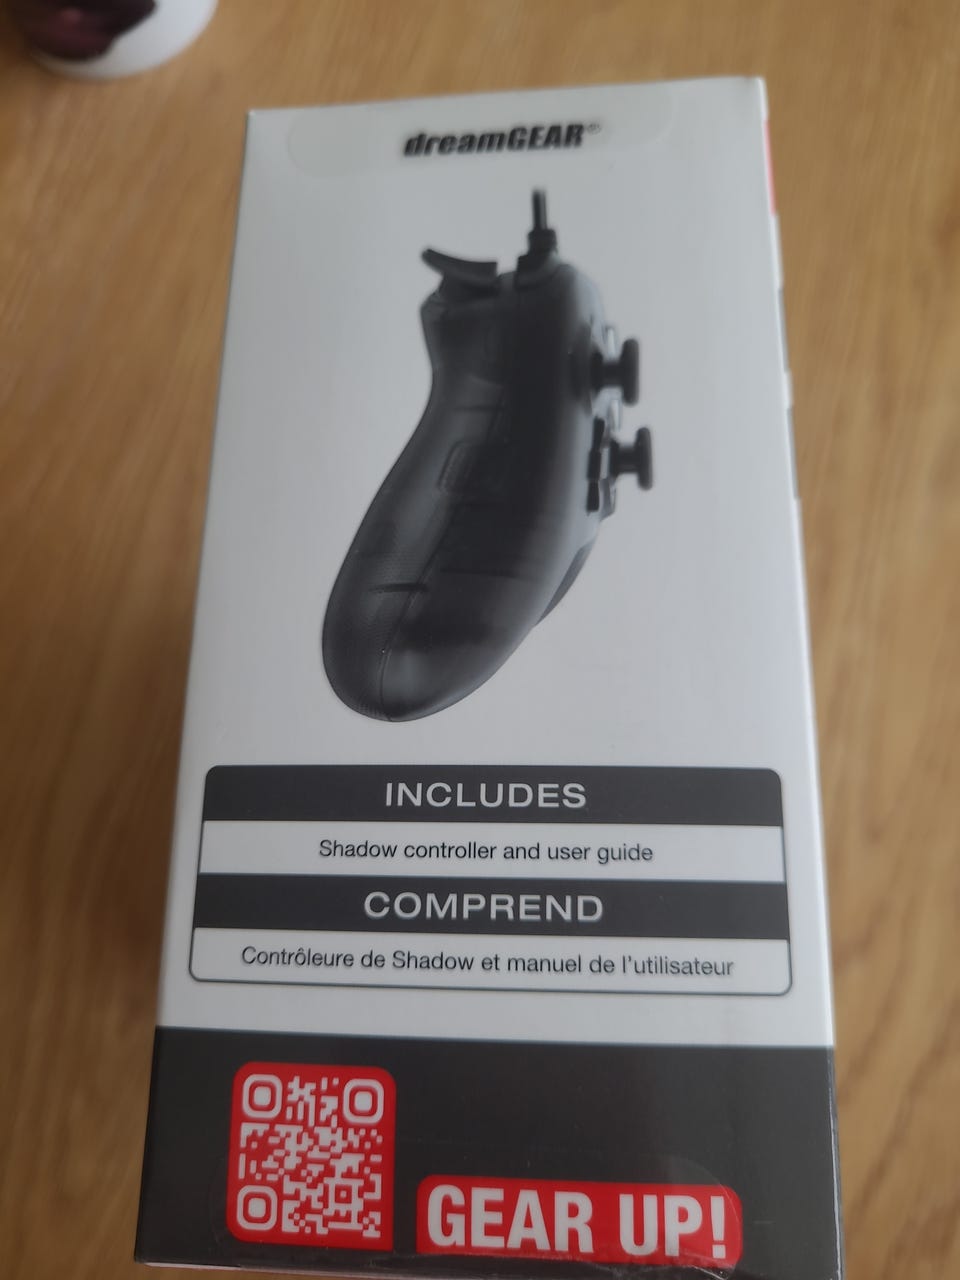 dreamGEAR®
INCLUDES
Shadow controller and user guide
COMPREND
Contrôleure de Shadow et manuel de l'utilisateur
GEAR UP!